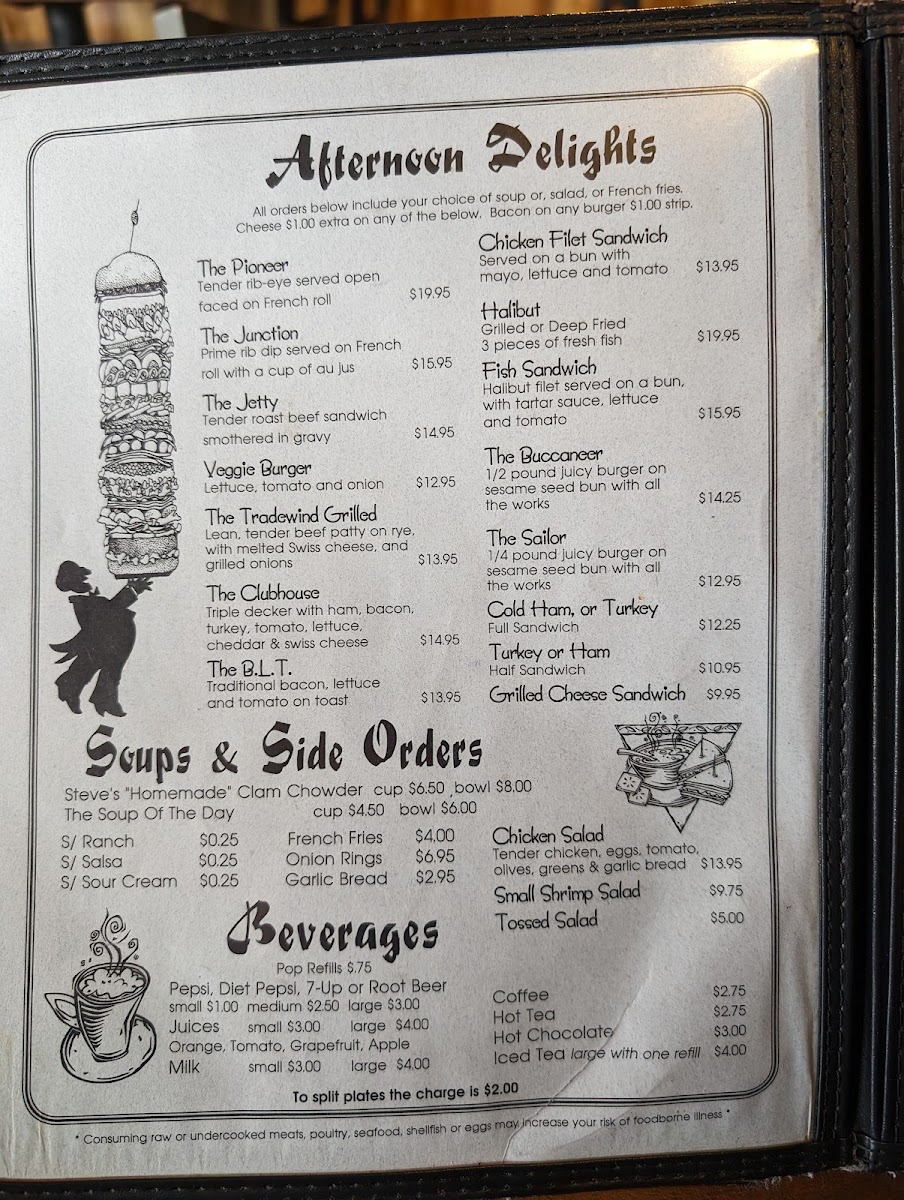 Afternoon Delights
All orders below include your choice of soup or, salad, or French fries.
Cheese $1.00 extra on any of the below. Bacon on any burger $1.00 strip.
The Pioneer
Tender rib-eye served open
faced on French roll $19.95
The Junction
Prime rib dip served on French
roll with a cup of au jus $15.95
The Jetty
Tender roast beef sandwich
smothered in gravy $14.95
Veggie Burger
Lettuce, tomato and onion $12.95
The Tradewind Grilled
Lean, tender beef patty on rye,
with melted Swiss cheese, and
grilled onions $13.95
The Clubhouse
Triple decker with ham, bacon,
turkey, tomato, lettuce,
cheddar & swiss cheese $14.95
The B.L.T.
Traditional bacon, lettuce
and tomato on toast $13.95
Chicken Filet Sandwich
Served on a bun with
mayo, lettuce and tomato $13.95
Halibut
Grilled or Deep Fried
3 pieces of fresh fish $19.95
Fish Sandwich
Halibut filet served on a bun,
with tartar sauce, lettuce
and tomato $15.95
The Buccaneer
1/2 pound juicy burger on
sesame seed bun with all
the works $14.25
The Sailor
1/4 pound juicy burger on
sesame seed bun with all
the works $12.95
Cold Ham, or Turkey
Full Sandwich $12.25
Turkey or Ham
Half Sandwich $10.95
Grilled Cheese Sandwich $9.95
Soups & Side Orders
Steve's "Homemade" Clam Chowder cup $6.50 bowl $8.00
The Soup Of The Day cup $4.50 bowl $6.00
S/ Ranch $0.25 French Fries $4.00
S/ Salsa $0.25 Onion Rings $6.95
S/ Sour Cream $0.25 Garlic Bread $2.95
Chicken Salad
Tender chicken, eggs, tomato,
olives, greens & garlic bread $13.95
Small Shrimp Salad $9.75
Tossed Salad $5.00
Beverages
Pop Refills $.75
Pepsi, Diet Pepsi, 7-Up or Root Beer
small $1.00 medium $2.50 large $3.00
Juices small $3.00 large $4.00
Orange, Tomato, Grapefruit, Apple
Milk small $3.00 large $4.00
Coffee $2.75
Hot Tea $2.75
Hot Chocolate $3.00
Iced Tea large with one refill $4.00
To split plates the charge is $2.00
* Consuming raw or undercooked meats, poultry, seafood, shellfish or eggs may increase your risk of foodborne illness *